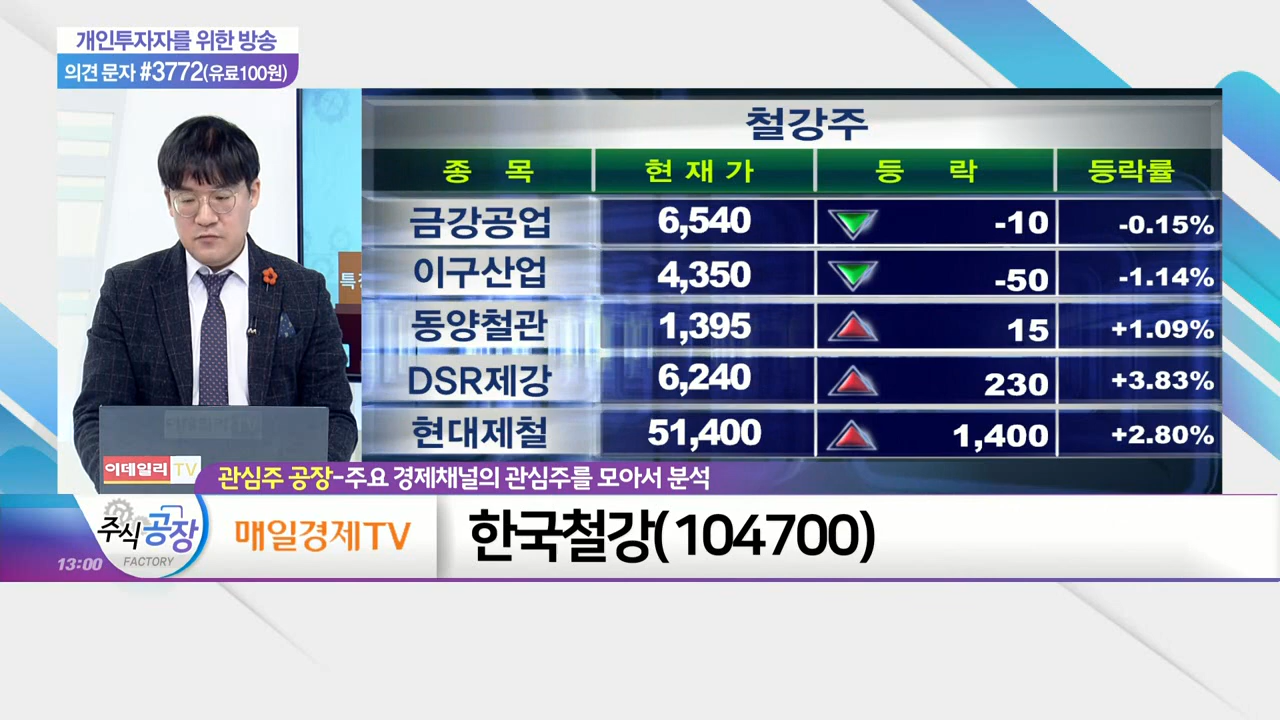 개인투자자를 위한 방송
의견 문자 #3772(유료100원)
철강주
종 목 현 재 가 등 락 등락률
금강공업 6,540 -10 -0.15%
이구산업 4,350 -50 -1.14%
동양철관 1,395 15 +1.09%
DSR제강 6,240 230 +3.83%
현대제철 51,400 1,400 +2.80%
이데일리 TV
관심주 공장-주요 경제채널의 관심주를 모아서 분석
주식공장
FACTORY
13:00
매일경제TV
한국철강(104700)